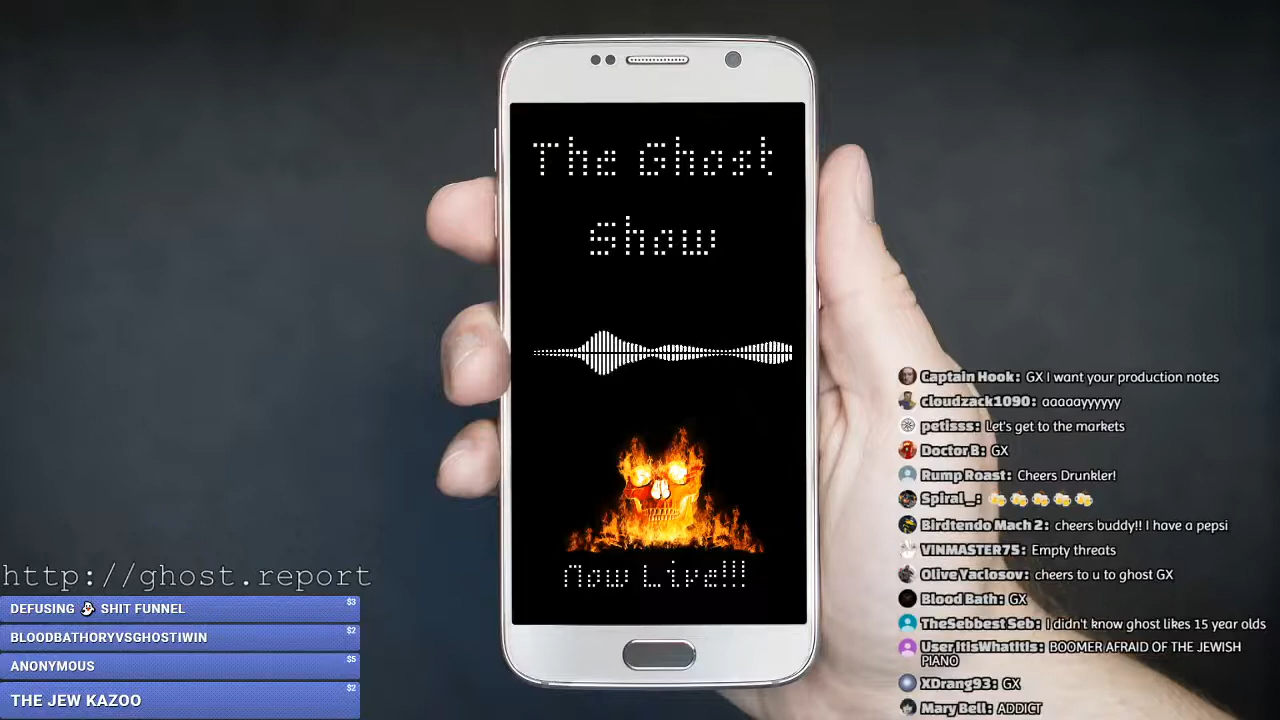 The Ghost
Show
Now Live!!!
http://ghost.report
DEFUSING 👻 SHIT FUNNEL $3
BLOODBATHORYVSGHOSTIWIN $2
ANONYMOUS $5
THE JEW KAZOO $2
Captain Hook: GX I want your production notes
cloudzack1090: aaaaayyyyyy
petisss: Let's get to the markets
Doctor B: GX
Rump Roast: Cheers Drunkler!
Spiral_: 🍻🍻🍻🍻🍻
Birdtendo Mach 2: cheers buddy!! I have a pepsi
VINMASTER75: Empty threats
Olive Yaclosov: cheers to u to ghost GX
Blood Bath: GX
TheSebbest Seb: I didn't know ghost likes 15 year olds
User ItIsWhatItIs: BOOMER AFRAID OF THE JEWISH
PIANO
XDrang93: GX
Mary Bell: ADDICT